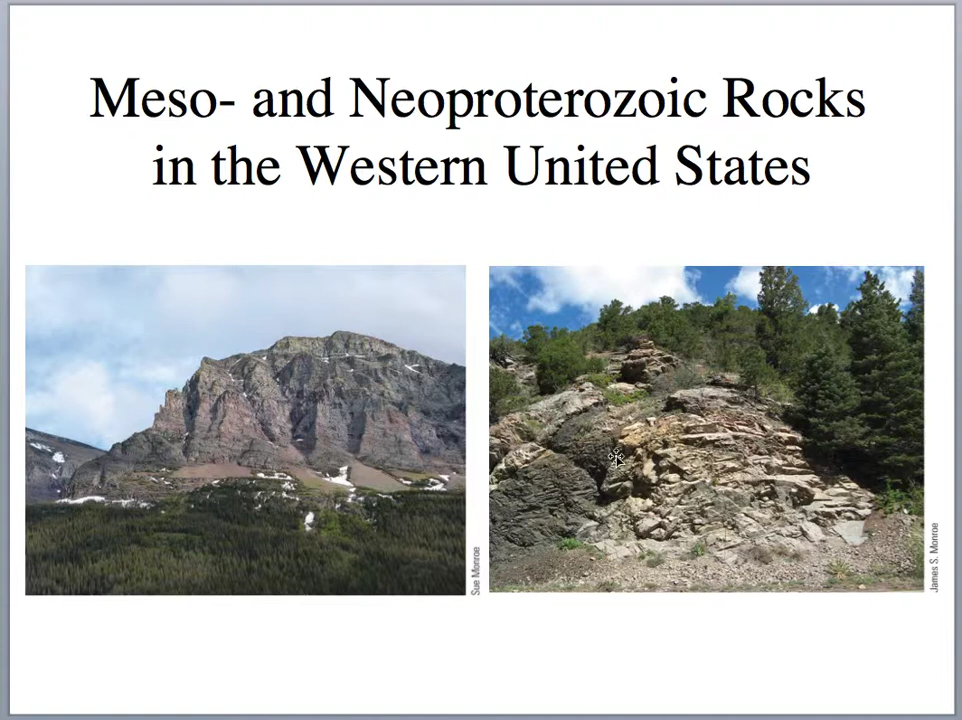 Meso- and Neoproterozoic Rocks
in the Western United States
Sue Monroe
James S. Monroe